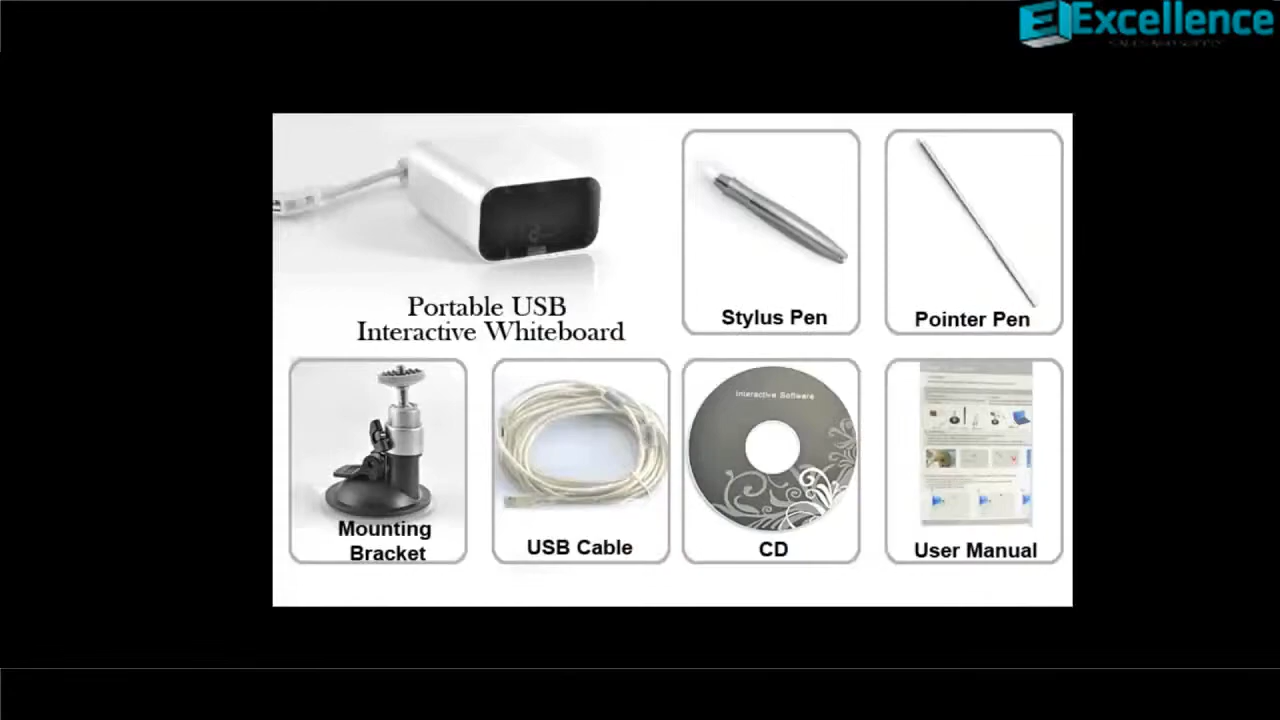 Excellence
Portable USB
Interactive Whiteboard
Stylus Pen
Pointer Pen
Interactive Software
Mounting
Bracket
USB Cable
CD
User Manual